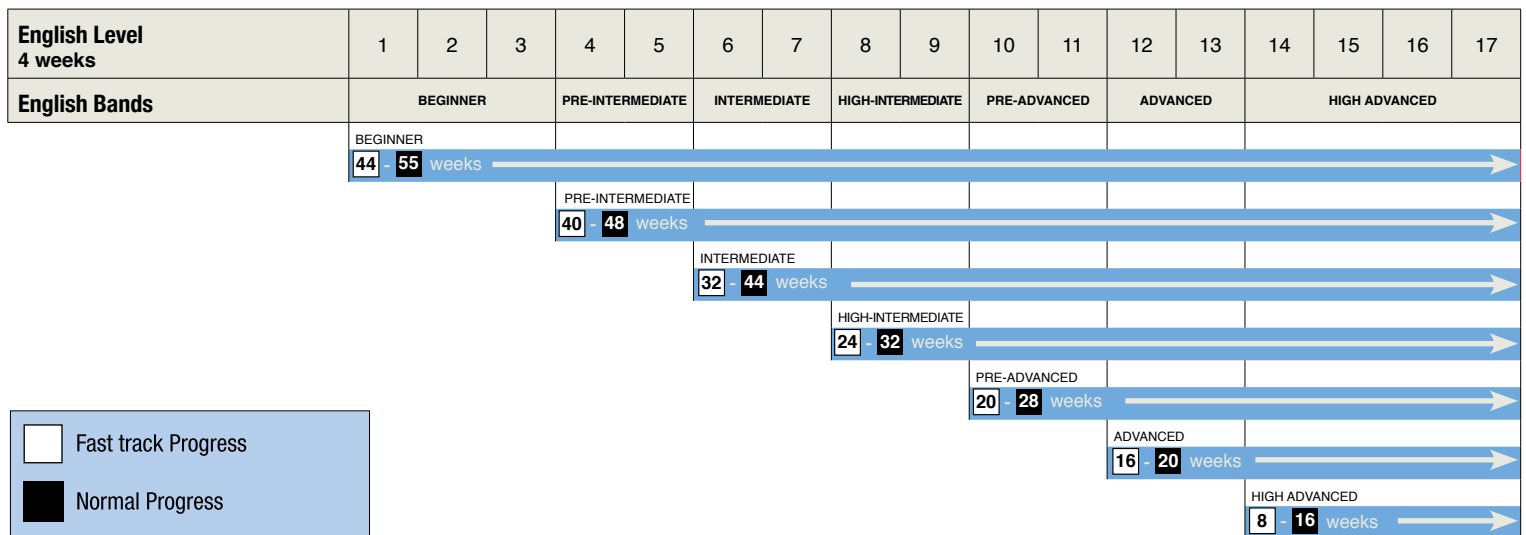 English Level
4 weeks
1 2 3 4 5 6 7 8 9 10 11 12 13 14 15 16 17
English Bands
BEGINNER PRE-INTERMEDIATE INTERMEDIATE HIGH-INTERMEDIATE PRE-ADVANCED ADVANCED HIGH ADVANCED
BEGINNER
44 - 55 weeks
PRE-INTERMEDIATE
40 - 48 weeks
INTERMEDIATE
32 - 44 weeks
HIGH-INTERMEDIATE
24 - 32 weeks
PRE-ADVANCED
20 - 28 weeks
ADVANCED
16 - 20 weeks
HIGH ADVANCED
8 - 16 weeks
Fast track Progress
Normal Progress